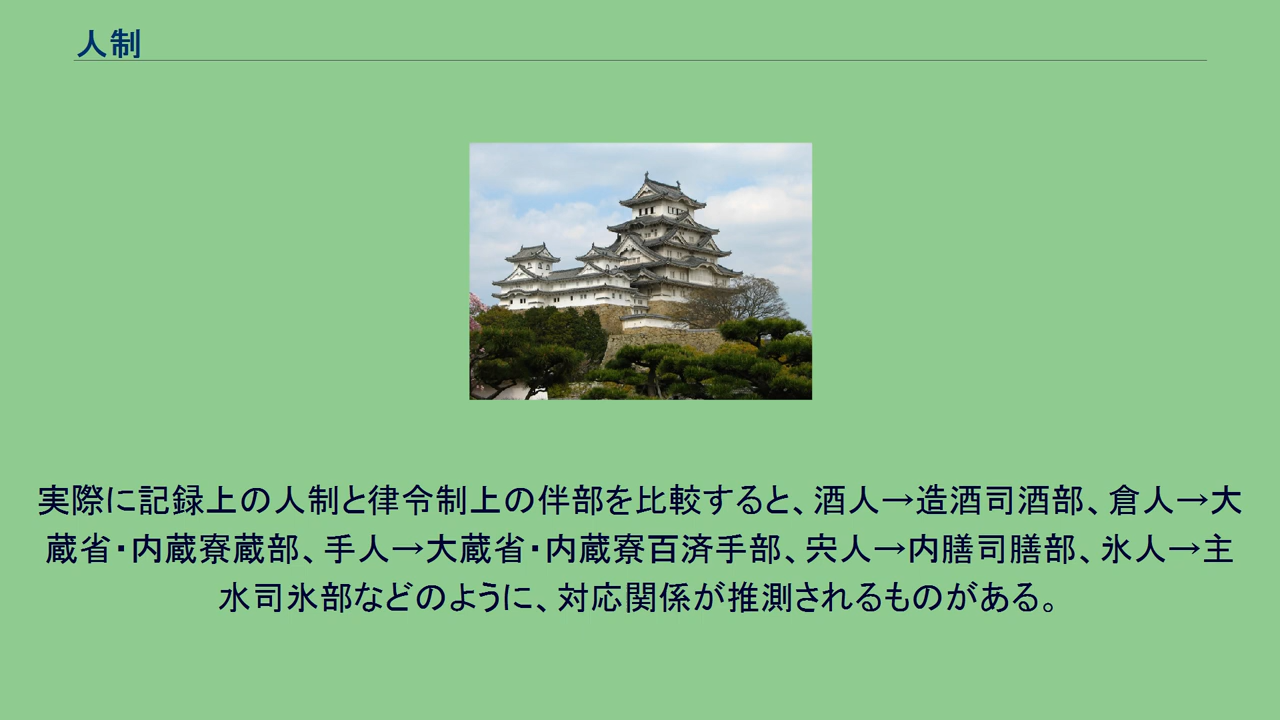 人制
実際に記録上の人制と律令制上の伴部を比較すると、酒人→造酒司酒部、倉人→大
蔵省・内蔵寮蔵部、手人→大蔵省・内蔵寮百済手部、宍人→内膳司膳部、氷人→主
水司氷部などのように、対応関係が推測されるものがある。